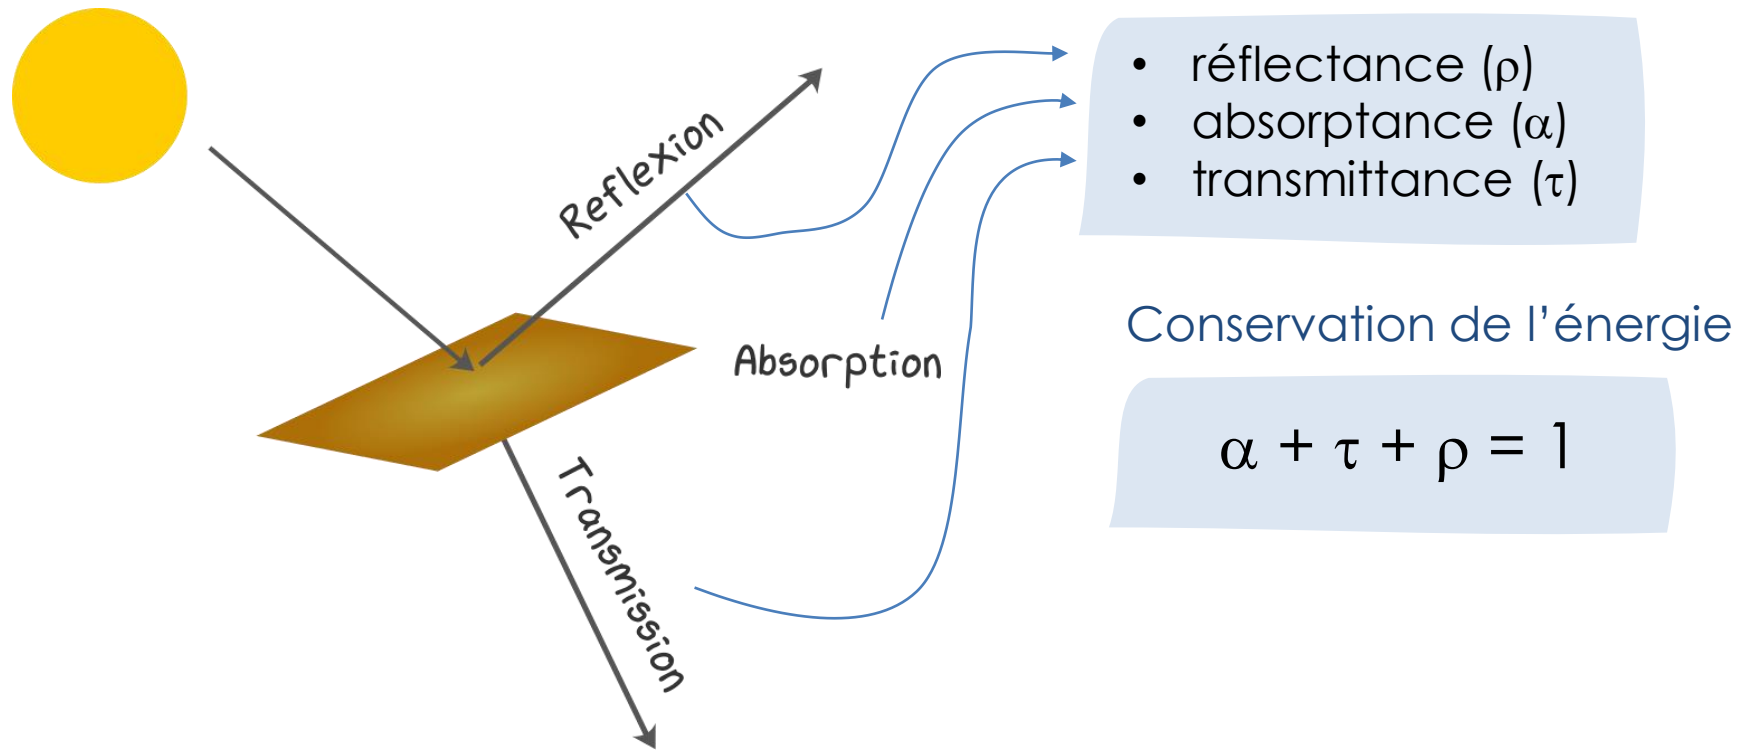 • réflectance (ρ)
• absorptance (α)
• transmittance (τ)
Reflexion
Absorption
Transmission
Conservation de l’énergie
α + τ + ρ = 1